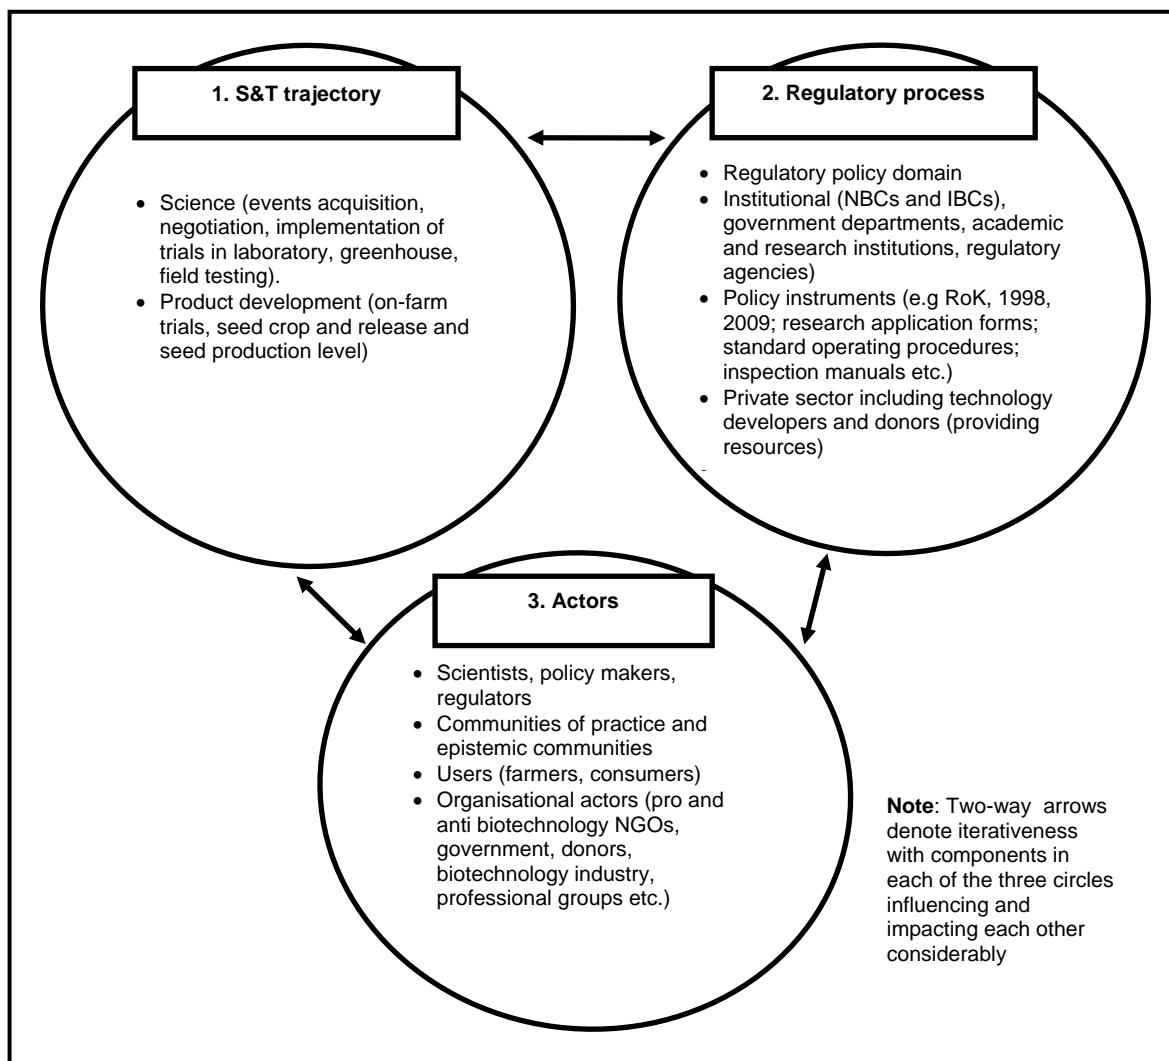 1. S&T trajectory
• Science (events acquisition,
negotiation, implementation of
trials in laboratory, greenhouse,
field testing).
• Product development (on-farm
trials, seed crop and release and
seed production level)
2. Regulatory process
• Regulatory policy domain
• Institutional (NBCs and IBCs),
government departments, academic
and research institutions, regulatory
agencies)
• Policy instruments (e.g RoK, 1998,
2009; research application forms;
standard operating procedures;
inspection manuals etc.)
• Private sector including technology
developers and donors (providing
resources)
3. Actors
• Scientists, policy makers,
regulators
• Communities of practice and
epistemic communities
• Users (farmers, consumers)
• Organisational actors (pro and
anti biotechnology NGOs,
government, donors,
biotechnology industry,
professional groups etc.)
Note: Two-way arrows
denote iterativeness
with components in
each of the three circles
influencing and
impacting each other
considerably